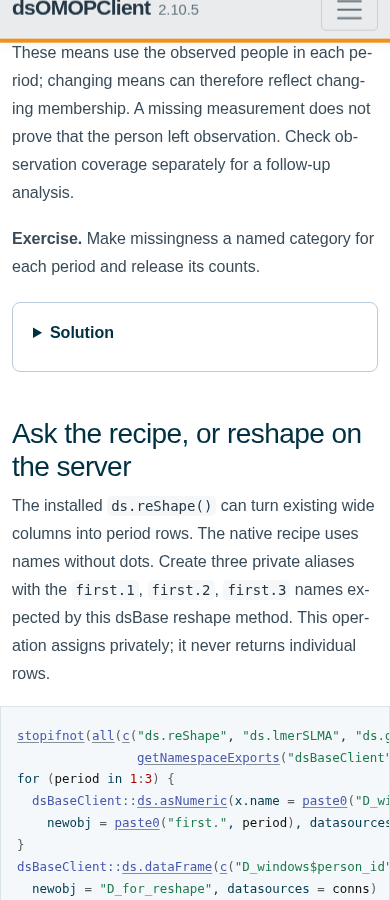 dsOMOPClient 2.10.5
These means use the observed people in each pe-
riod; changing means can therefore reflect chang-
ing membership. A missing measurement does not
prove that the person left observation. Check ob-
servation coverage separately for a follow-up
analysis.
Exercise. Make missingness a named category for
each period and release its counts.
Solution
Ask the recipe, or reshape on
the server
The installed ds.reShape() can turn existing wide
columns into period rows. The native recipe uses
names without dots. Create three private aliases
with the first.1, first.2, first.3 names ex-
pected by this dsBase reshape method. This oper-
ation assigns privately; it never returns individual
rows.
stopifnot(all(c("ds.reShape", "ds.lmerSLMA", "ds.g
getNamespaceExports("dsBaseClient"
for (period in 1:3) {
dsBaseClient::ds.asNumeric(x.name = paste0("D_wi
newobj = paste0("first.", period), datasources
}
dsBaseClient::ds.dataFrame(c("D_windows$person_id"
newobj = "D_for_reshape", datasources = conns)